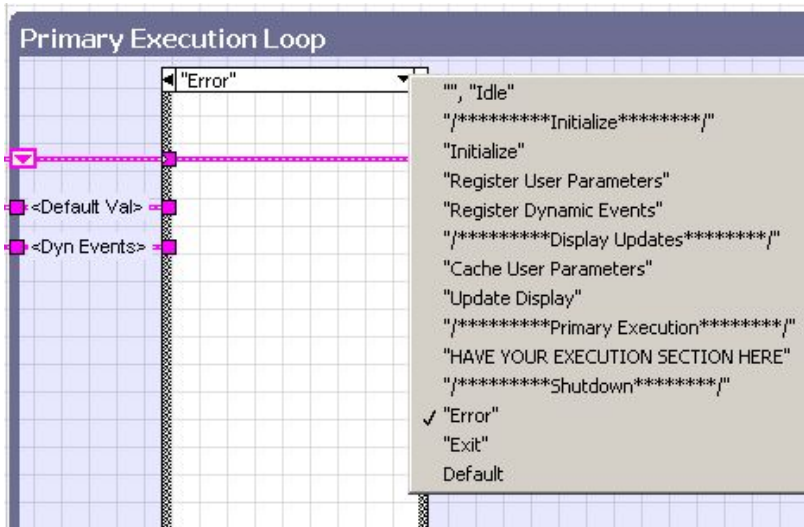 Primary Execution Loop
"Error"
<Default Val>
<Dyn Events>
"", "Idle"
"/*********Initialize********/"
"Initialize"
"Register User Parameters"
"Register Dynamic Events"
"/*********Display Updates********/"
"Cache User Parameters"
"Update Display"
"/*********Primary Execution********/"
"HAVE YOUR EXECUTION SECTION HERE"
"/*********Shutdown********/"
"Error"
"Exit"
Default